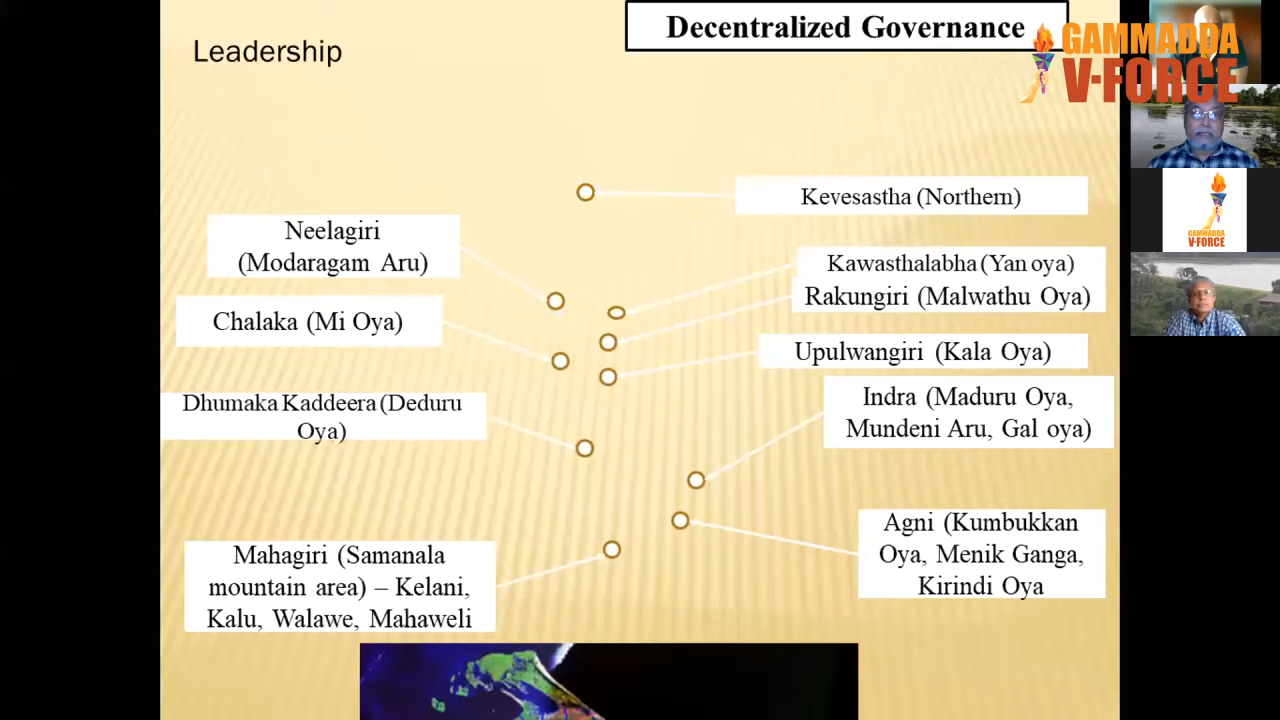 Decentralized Governance
Leadership
GAMMADDA
V-FORCE
Kevesastha (Northern)
Neelagiri
(Modaragam Aru)
Kawasthalabha (Yan oya)
Rakungiri (Malwathu Oya)
Chalaka (Mi Oya)
Upulwangiri (Kala Oya)
Dhumaka Kaddeera (Deduru
Oya)
Indra (Maduru Oya,
Mundeni Aru, Gal oya)
Agni (Kumbukkan
Oya, Menik Ganga,
Kirindi Oya
Mahagiri (Samanala
mountain area) – Kelani,
Kalu, Walawe, Mahaweli
GAMMADDA
V-FORCE